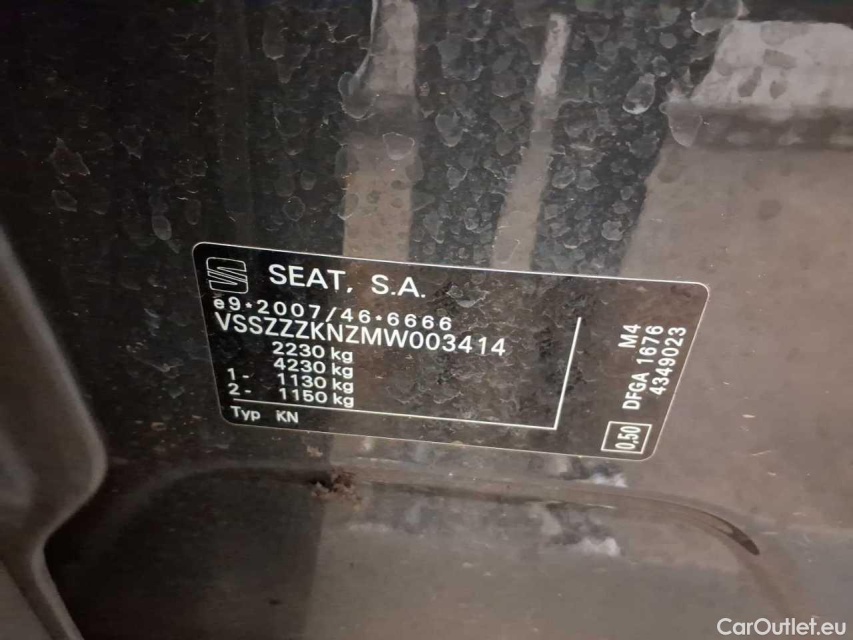 SEAT, S.A.
e9*2007/46*6666
VSSZZZKNZMW003414
2230 kg
4230 kg
1- 1130 kg
2- 1150 kg
Typ KN
M4
DFGA 1676
4349023
0,50
CarOutlet.eu